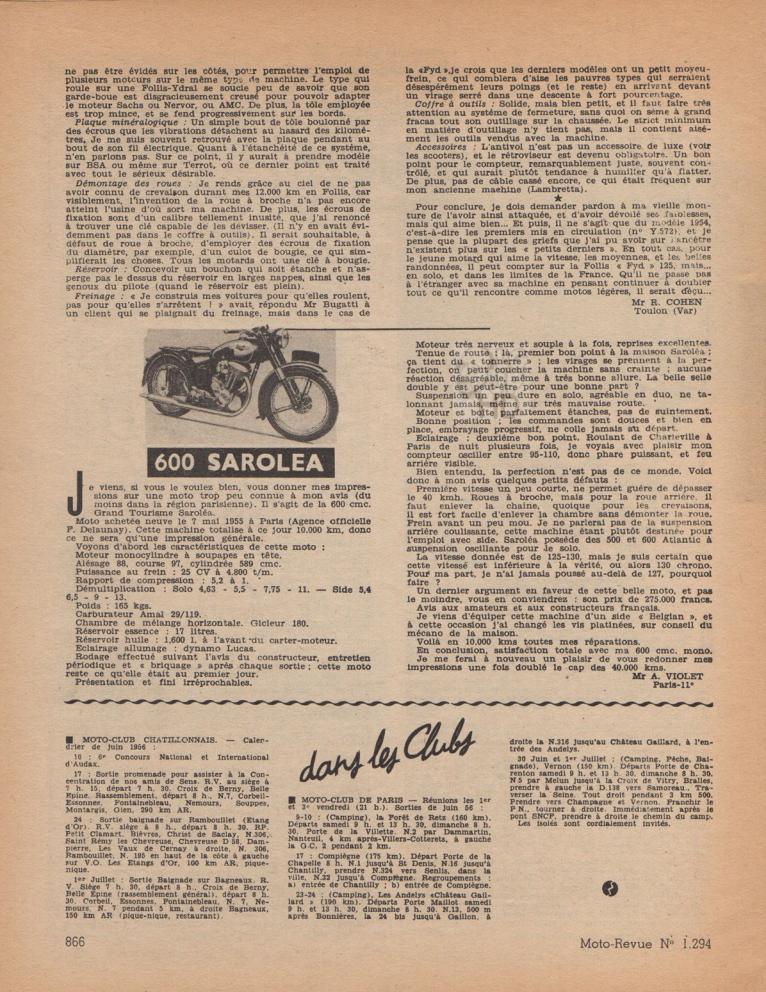 ne pas être évidés sur les côtés, pour permettre l'emploi de
plusieurs moteurs sur le même type de machine. Le type qui
roule sur une Follis-Ydral se soucie peu de savoir que son
garde-boue est disgracieusement creusé pour pouvoir adapter
le moteur Sachs ou Nervor, ou AMC. De plus, la tôle employée
est trop mince, et se fend progressivement sur les bords.
Plaque minéralogique : Un simple bout de tôle boulonné par
des écrous que les vibrations détachent au hasard des kilomè-
tres. Je me suis souvent retrouvé avec la plaque pendant au
bout de son fil électrique. Quant à l'étanchéité de ce système,
n'en parlons pas. Sur ce point, il y aurait à prendre modèle
sur BSA ou même sur Terrot, où ce dernier point est traité
avec tout le sérieux désirable.
Démontage des roues : Je rends grâce au ciel de ne pas
avoir connu de crevaison durant mes 12.000 km en Follis, car
visiblement, l'invention de la roue à broche n'a pas encore
atteint l'usine d'où sort ma machine. De plus, les écrous de
fixation sont d'un calibre tellement inusité, que j'ai renoncé
à trouver une clé capable de les dévisser. (Il n'y en avait évi-
demment pas dans le coffre à outils). Il serait souhaitable, à
défaut de roue à broche, d'employer des écrous de fixation
du diamètre, par exemple, d'un culot de bougie, ce qui sim-
plifierait les choses. Tous les motards ont une clé à bougie.
Réservoir : Concevoir un bouchon qui soit étanche et n'as-
perge pas le dessus du réservoir en larges nappes, ainsi que les
genoux du pilote (quand le réservoir est plein).
Freinage : « Je construis mes voitures pour qu'elles roulent,
pas pour qu'elles s'arrêtent ! » avait répondu Mr Bugatti à
un client qui se plaignait du freinage, mais dans le cas de
la «Fyd »,je crois que les derniers modèles ont un petit moyeu-
frein, ce qui comblera d'aise les pauvres types qui serraient
désespérément leurs poings (et le reste) en arrivant devant
un virage serré dans une descente à fort pourcentage.
Coffre à outils : Solide, mais bien petit, et il faut faire très
attention au système de fermeture, sans quoi on sème à grand
fracas tout son outillage sur la chaussée. Le strict minimum
en matière d'outillage n'y tient pas, mais il contient aisé-
ment les outils vendus avec la machine.
Accessoires : L'antivol n'est pas un accessoire de luxe (voir
les scooters), et le rétroviseur est devenu obligatoire. Un bon
point pour le compteur, remarquablement juste, souvent con-
trôlé, et qui aurait plutôt tendance à humilier qu'à flatter.
De plus, pas de câble cassé encore, ce qui était fréquent sur
mon ancienne machine (Lambretta).
★
Pour conclure, je dois demander pardon à ma vieille mon-
ture de l'avoir ainsi attaquée, et d'avoir dévoilé ses faiblesses,
mais qui aime bien... Et puis, il ne s'agit que du modèle 1954,
c'est-à-dire les premiers mis en circulation (n° Y.572); et je
pense que la plupart des griefs que j'ai pu avoir sur l'ancêtre
n'existent plus sur les « petits derniers ». En tout cas, pour
le jeune motard qui aime la vitesse, les moyennes, et les belles
randonnées, il peut compter sur la Follis « Fyd » 125, mais...
en solo, et dans les limites de la France. Qu'il ne passe pas
à l'étranger avec sa machine en pensant continuer à doubler
tout ce qu'il rencontre comme motos légères, il serait déçu...
Mr R. COHEN
Toulon (Var)
600 SAROLEA
Je viens, si vous le voulez bien, vous donner mes impres-
sions sur une moto trop peu connue à mon avis (du
moins dans la région parisienne). Il s'agit de la 600 cmc.
Grand Tourisme Saroléa.
Moto achetée neuve le 7 mai 1955 à Paris (Agence officielle
F. Delaunay). Cette machine totalise à ce jour 10.000 km, donc
ce ne sera qu'une impression générale.
Voyons d'abord les caractéristiques de cette moto :
Moteur monocylindre à soupapes en tête.
Alésage 88, course 97, cylindrée 589 cmc.
Puissance au frein : 25 CV à 4.800 t/m.
Rapport de compression : 5,2 à 1.
Démultiplication : Solo 4,63 - 5,5 - 7,75 - 11. — Side 5,4
6,5 - 9 - 13.
Poids : 165 kgs.
Carburateur Amal 29/119.
Chambre de mélange horizontale. Gicleur 180.
Réservoir essence : 17 litres.
Réservoir huile : 1,600 l. à l'avant du carter-moteur.
Eclairage allumage : dynamo Lucas.
Rodage effectué suivant l'avis du constructeur, entretien
périodique et « briquage » après chaque sortie ; cette moto
reste ce qu'elle était au premier jour.
Présentation et fini irréprochables.
Moteur très nerveux et souple à la fois, reprises excellentes.
Tenue de route : là, premier bon point à la maison Saroléa ;
ça tient du « tonnerre » ; les virages se prennent à la per-
fection, on peut coucher la machine sans crainte ; aucune
réaction désagréable, même à très bonne allure. La belle selle
double y est peut-être pour une bonne part ?
Suspension un peu dure en solo, agréable en duo, ne ta-
lonnant jamais, même sur très mauvaise route.
Moteur et boîte parfaitement étanches, pas de suintement.
Bonne position ; les commandes sont douces et bien en
place, embrayage progressif, ne colle jamais au départ.
Eclairage : deuxième bon point. Roulant de Charleville à
Paris de nuit plusieurs fois, je voyais avec plaisir mon
compteur osciller entre 95-110, donc phare puissant, et feu
arrière visible.
Bien entendu, la perfection n'est pas de ce monde. Voici
donc à mon avis quelques petits défauts :
Première vitesse un peu courte, ne permet guère de dépasser
le 40 kmh. Roues à broche, mais pour la roue arrière, il
faut enlever la chaîne, quoique pour les crevaisons,
il est fort facile d'enlever la chambre sans démonter la roue.
Frein avant un peu mou. Je ne parlerai pas de la suspension
arrière coulissante, cette machine étant plutôt destinée pour
l'emploi avec side. Saroléa possède des 500 et 600 Atlantic à
suspension oscillante pour le solo.
La vitesse donnée est de 125-130, mais je suis certain que
cette vitesse est inférieure à la vérité, ou alors 130 chrono.
Pour ma part, je n'ai jamais poussé au-delà de 127, pourquoi
faire ?
Un dernier argument en faveur de cette belle moto, et pas
le moindre, vous en conviendrez : son prix de 275.000 francs.
Avis aux amateurs et aux constructeurs français.
Je viens d'équiper cette machine d'un side « Belgian », et
à cette occasion j'ai changé les vis platinées, sur conseil du
mécano de la maison.
Voilà en 10.000 kms toutes mes réparations.
En conclusion, satisfaction totale avec ma 600 cmc. mono.
Je me ferai à nouveau un plaisir de vous redonner mes
impressions une fois doublé le cap des 40.000 kms.
Mr A. VIOLET
Paris-11e
dans les Clubs
■ MOTO-CLUB CHATILLONNAIS. — Calen-
drier de juin 1956 :
10 : 6e Concours National et International
d'Audax.
17 : Sortie promenade pour assister à la Con-
centration de nos amis de Sens. R.V. au siège à
7 h. 15, départ 7 h. 30. Croix de Berny, Belle
Epine. Rassemblement, départ 8 h., N.7, Corbeil-
Essonnes, Fontainebleau, Nemours, Souppes,
Montargis, Gien, 290 km AR.
24 : Sortie baignade sur Rambouillet (Etang
d'Or). R.V. siège à 8 h., départ 8 h. 30. RP.
Petit Clamart, Bièvres, Christ de Saclay, N.306,
Saint Rémy les Chevreuse, Chevreuse D 58, Dam-
pierre, Les Vaux de Cernay à droite, N. 306,
Rambouillet, N. 195 en haut de la côte à gauche
sur V.O. Les Etangs d'Or, 100 km AR, pique-
nique.
1er Juillet : Sortie Baignade sur Bagneaux. R.
V. Siège 7 h. 30, départ 8 h., Croix de Berny,
Belle Epine (rassemblement général), départ 8 h.
30. Corbeil, Essonnes, Fontainebleau, N. 7, Ne-
mours, N. 7 pendant 5 km, à droite Bagneaux,
150 km AR (pique-nique, restaurant).
■ MOTO-CLUB DE PARIS — Réunions les 1er
et 3e vendredi (21 h.). Sorties de juin 56 :
9-10 : (Camping), la Forêt de Retz (160 km).
Départs samedi 9 h. et 13 h. 30, dimanche 8 h.
30, Porte de la Villette. N.2 par Dammartin,
Nanteuil, 4 km après-Villers-Cotterets, à gauche
la G.C. 2 pendant 2 km.
17 : Compiègne (175 km). Départ Porte de la
Chapelle 8 h. N.1 jusqu'à St Denis, N.16 jusqu'à
Chantilly, prendre N.324 vers Senlis, dans la
ville, N.32 jusqu'à Compiègne. Regroupements :
a) entrée de Chantilly ; b) entrée de Compiègne.
23-24 : (Camping), Les Andelys «Château Gail-
lard » (190 km). Départs Porte Maillot samedi
9 h. et 13 h. 30, dimanche 8 h. 30. N.13, 500 m
après Bonnières, la 24 bis jusqu'à Gaillon, à
droite la N.316 jusqu'au Château Gaillard, à l'en-
trée des Andelys.
30 Juin et 1er Juillet : (Camping, Pêche, Bai-
gnade), Vernon (150 km). Départs Porte de Cha-
renton samedi 9 h. et 13 h. 30, dimanche 8 h. 30,
N 5 par Melun jusqu'à la Croix de Vitry, Bralles,
prendre à gauche la D.138 vers Samoreau,. Tra-
verser la Seine. Tout droit pendant 3 km 500.
Prendre vers Champagne et Vernon. Franchir le
P N., tourner à droite. Immédiatement après le
pont SNCF, prendre à droite le chemin du camp.
Les isolés sont cordialement invités.
866
Moto-Revue N° 1.294